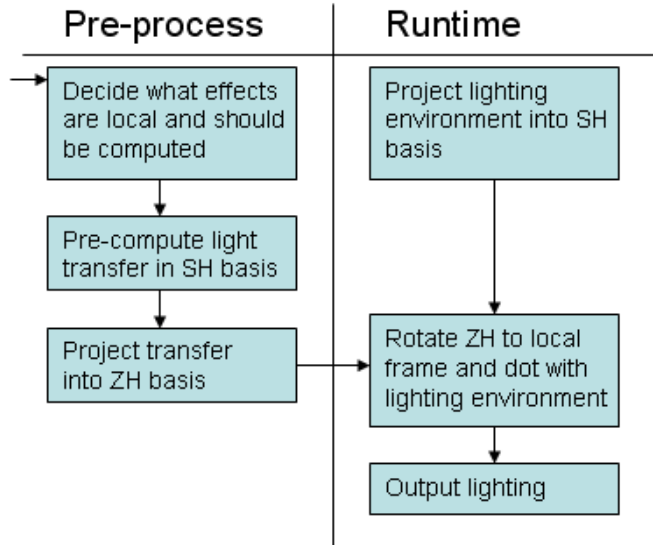 Pre-process
Runtime
Decide what effects
are local and should
be computed
Pre-compute light
transfer in SH basis
Project transfer
into ZH basis
Project lighting
environment into SH
basis
Rotate ZH to local
frame and dot with
lighting environment
Output lighting